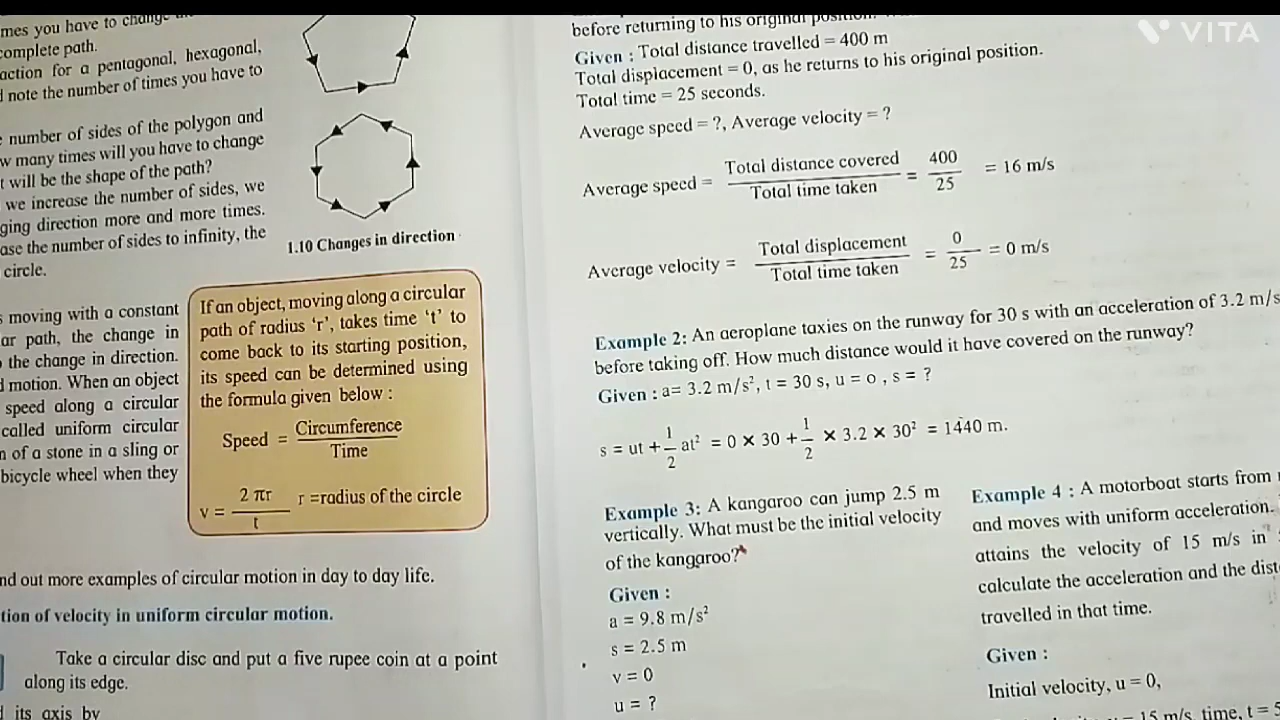 mes you have to change
complete path.
action for a pentagonal, hexagonal,
note the number of times you have to
number of sides of the polygon and
w many times will you have to change
t will be the shape of the path?
we increase the number of sides, we
ging direction more and more times.
ase the number of sides to infinity, the
circle.
1.10 Changes in direction
s moving with a constant
ar path, the change in
the change in direction.
motion. When an object
speed along a circular
called uniform circular
n of a stone in a sling or
bicycle wheel when they
If an object, moving along a circular
path of radius ‘r’, takes time ‘t’ to
come back to its starting position,
its speed can be determined using
the formula given below :
Speed = Circumference / Time
v = 2 πr / t r =radius of the circle
nd out more examples of circular motion in day to day life.
tion of velocity in uniform circular motion.
Take a circular disc and put a five rupee coin at a point
along its edge.
its axis by
before returning to his original position.
Given : Total distance travelled = 400 m
Total displacement = 0, as he returns to his original position.
Total time = 25 seconds.
Average speed = ?, Average velocity = ?
Average speed = Total distance covered / Total time taken = 400 / 25 = 16 m/s
Average velocity = Total displacement / Total time taken = 0 / 25 = 0 m/s
Example 2: An aeroplane taxies on the runway for 30 s with an acceleration of 3.2 m/s
before taking off. How much distance would it have covered on the runway?
Given : a= 3.2 m/s², t = 30 s, u = o , s = ?
s = ut + 1/2 at² = 0 × 30 + 1/2 × 3.2 × 30² = 1440 m.
Example 3: A kangaroo can jump 2.5 m
vertically. What must be the initial velocity
of the kangaroo?
Given :
a = 9.8 m/s²
s = 2.5 m
v = 0
u = ?
Example 4 : A motorboat starts from
and moves with uniform acceleration.
attains the velocity of 15 m/s in
calculate the acceleration and the dist
travelled in that time.
Given :
Initial velocity, u = 0,
= 15 m/s, time, t = 5
VITA